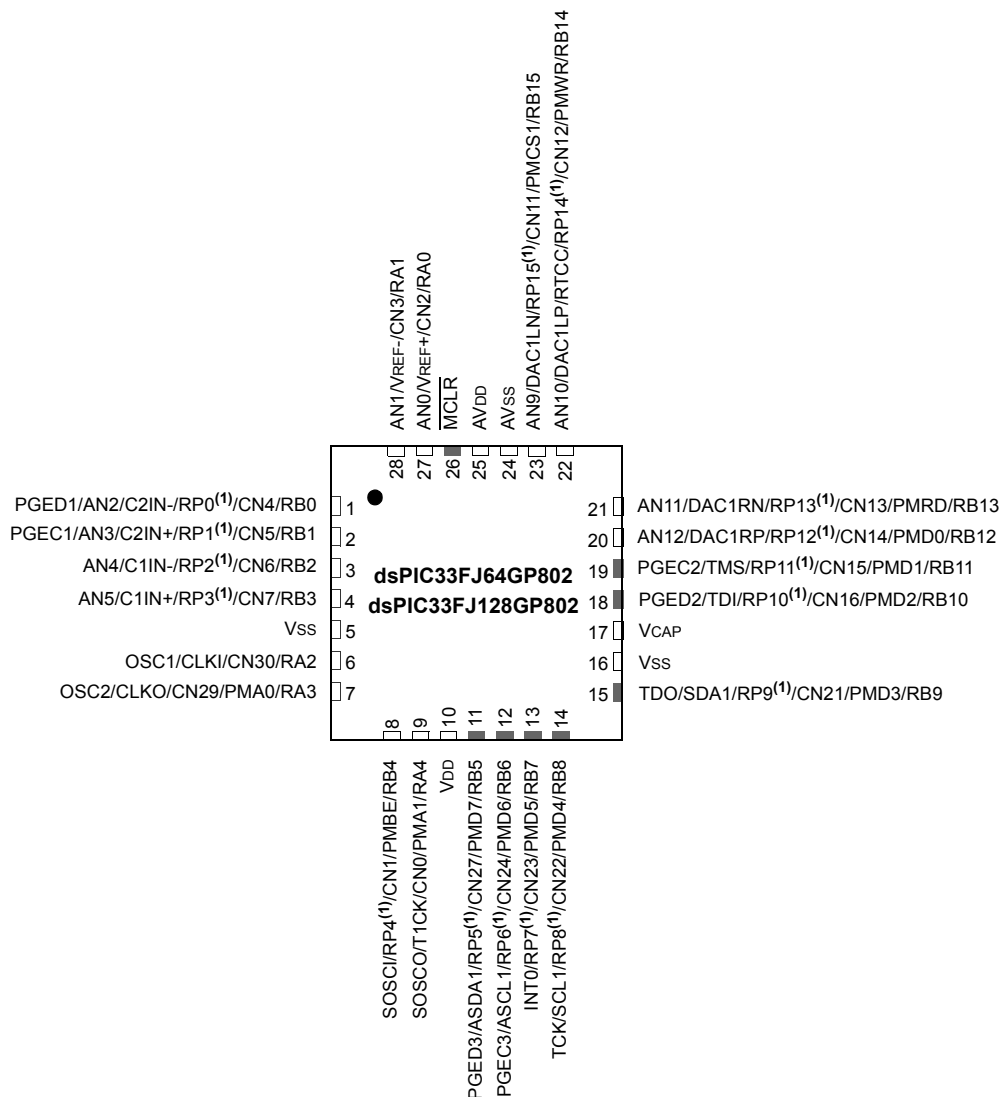 AN1/VREF-/CN3/RA1
AN0/VREF+/CN2/RA0
MCLR
AVDD
AVSS
AN9/DAC1LN/RP15(1)/CN11/PMCS1/RB15
AN10/DAC1LP/RTCC/RP14(1)/CN12/PMWR/RB14
28
27
26
25
24
23
22
PGED1/AN2/C2IN-/RP0(1)/CN4/RB0
1
PGEC1/AN3/C2IN+/RP1(1)/CN5/RB1
2
AN4/C1IN-/RP2(1)/CN6/RB2
3
AN5/C1IN+/RP3(1)/CN7/RB3
4
VSS
5
OSC1/CLKI/CN30/RA2
6
OSC2/CLKO/CN29/PMA0/RA3
7
dsPIC33FJ64GP802
dsPIC33FJ128GP802
21 AN11/DAC1RN/RP13(1)/CN13/PMRD/RB13
20 AN12/DAC1RP/RP12(1)/CN14/PMD0/RB12
19 PGEC2/TMS/RP11(1)/CN15/PMD1/RB11
18 PGED2/TDI/RP10(1)/CN16/PMD2/RB10
17 VCAP
16 VSS
15 TDO/SDA1/RP9(1)/CN21/PMD3/RB9
8
9
10
11
12
13
14
SOSCI/RP4(1)/CN1/PMBE/RB4
SOSCO/T1CK/CN0/PMA1/RA4
VDD
PGED3/ASDA1/RP5(1)/CN27/PMD7/RB5
PGEC3/ASCL1/RP6(1)/CN24/PMD6/RB6
INT0/RP7(1)/CN23/PMD5/RB7
TCK/SCL1/RP8(1)/CN22/PMD4/RB8